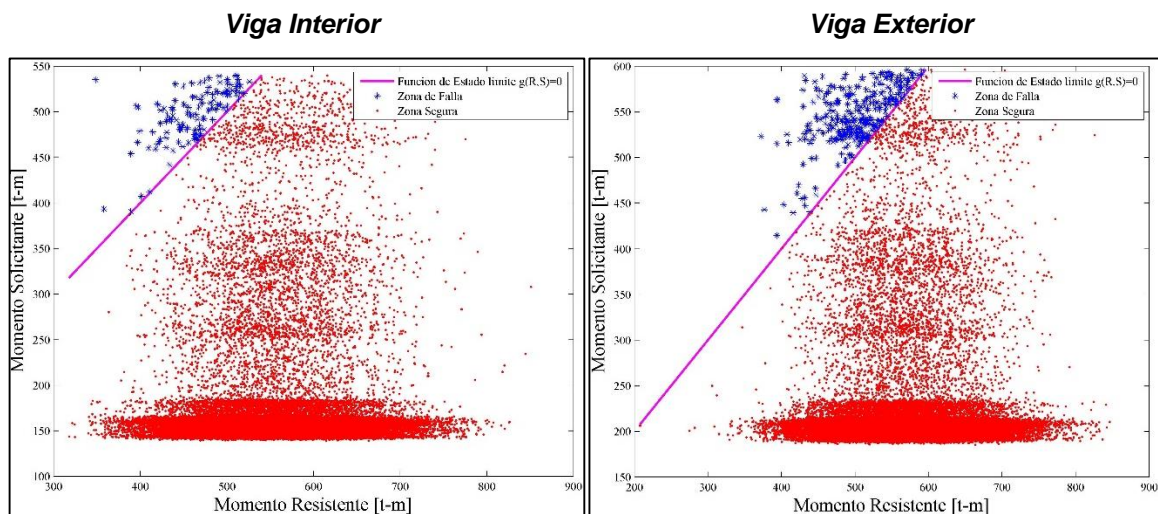 Viga Interior
Viga Exterior
550
500
450
400
350
300
250
200
150
100
300
400
500
600
700
800
900
Momento Solicitante [t-m]
Momento Resistente [t-m]
Funcion de Estado limite g(R.S)=0
Zona de Falla
Zona Segura
600
550
500
450
400
350
300
250
200
150
200
300
400
500
600
700
800
900
Momento Solicitante [t-m]
Momento Resistente [t-m]
Funcion de Estado limite g(R.S)=0
Zona de Falla
Zona Segura